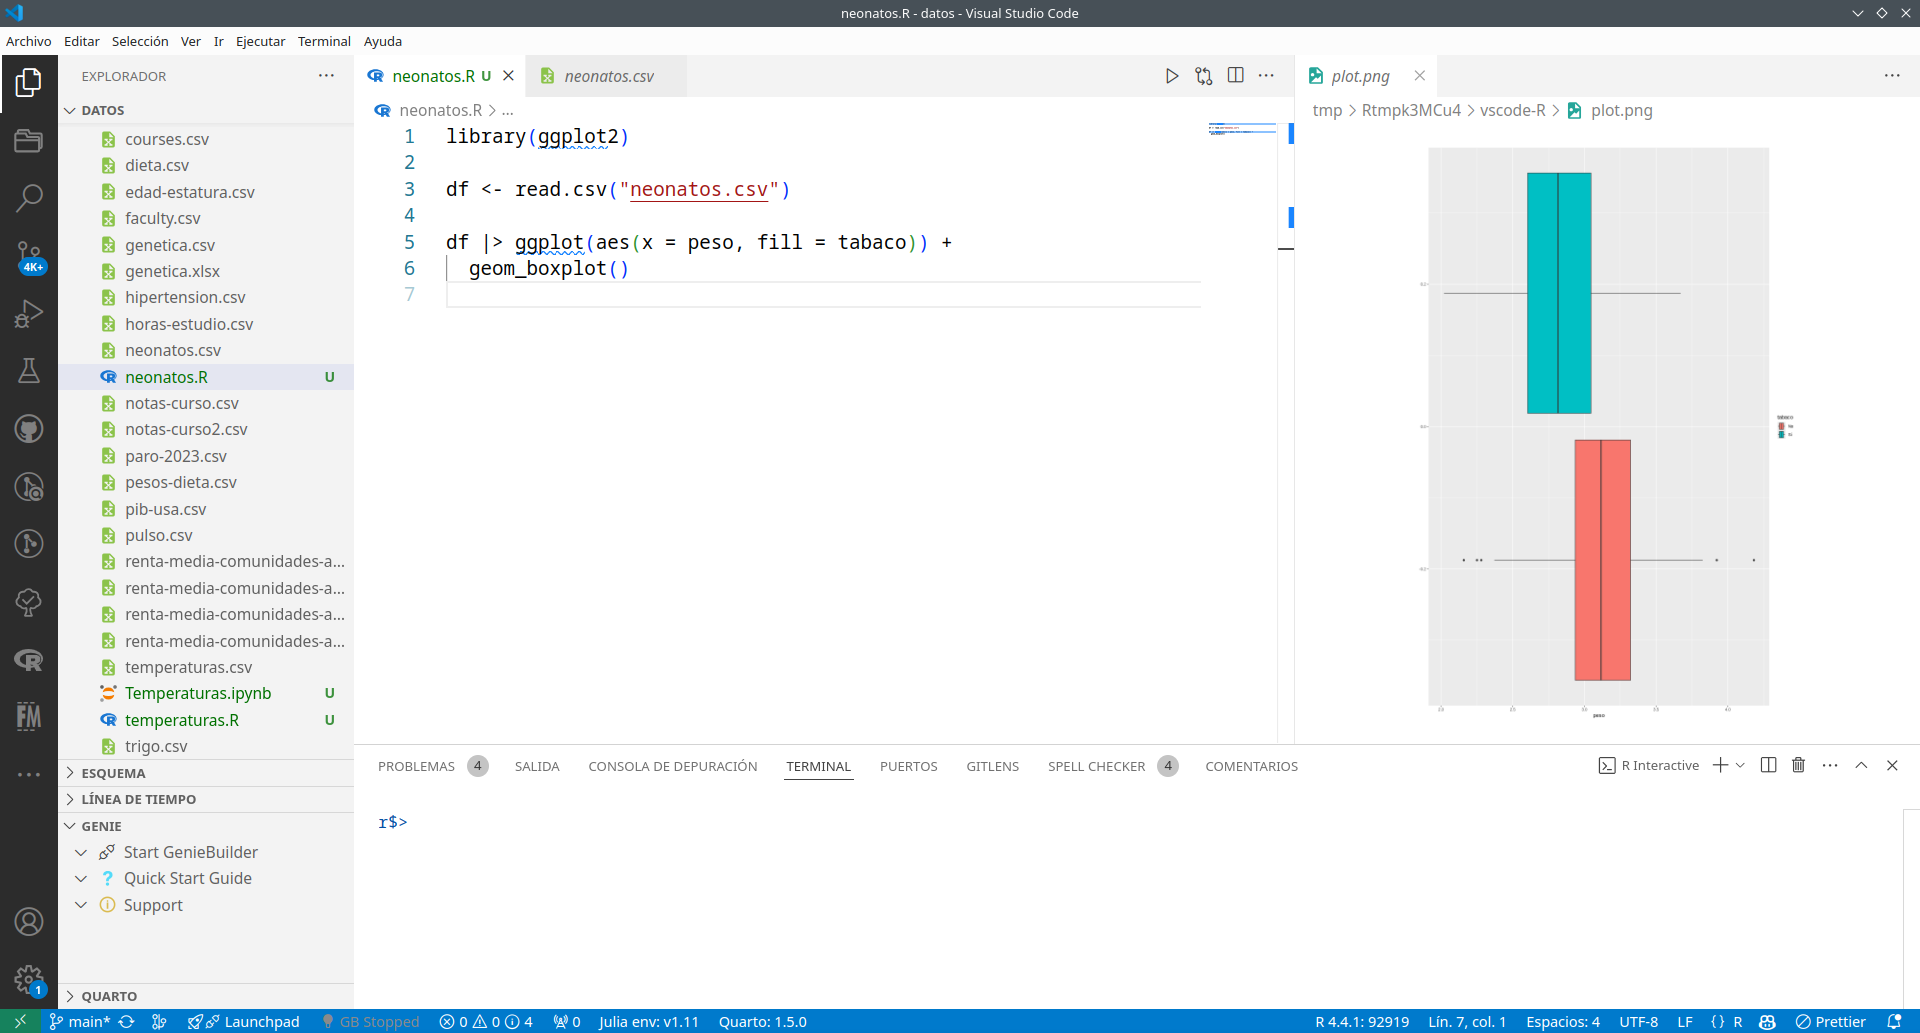 neonatos.R - datos - Visual Studio Code
Archivo Editar Selección Ver Ir Ejecutar Terminal Ayuda
EXPLORADOR
DATOS
courses.csv
dieta.csv
edad-estatura.csv
faculty.csv
genetica.csv
genetica.xlsx
hipertension.csv
horas-estudio.csv
neonatos.csv
neonatos.R U
notas-curso.csv
notas-curso2.csv
paro-2023.csv
pesos-dieta.csv
pib-usa.csv
pulso.csv
renta-media-comunidades-a...
renta-media-comunidades-a...
renta-media-comunidades-a...
renta-media-comunidades-a...
temperaturas.csv
Temperaturas.ipynb U
temperaturas.R U
trigo.csv
ESQUEMA
LÍNEA DE TIEMPO
GENIE
Start GenieBuilder
Quick Start Guide
Support
QUARTO
4K+
FM
1
neonatos.R U
neonatos.csv
neonatos.R > ...
1 library(ggplot2)
2
3 df <- read.csv("neonatos.csv")
4
5 df |> ggplot(aes(x = peso, fill = tabaco)) +
6 geom_boxplot()
7
plot.png
tmp > Rtmpk3MCu4 > vscode-R > plot.png
tabaco
peso
PROBLEMAS 4 SALIDA CONSOLA DE DEPURACIÓN TERMINAL PUERTOS GITLENS SPELL CHECKER 4 COMENTARIOS
R Interactive
r$>
main* Launchpad GB Stopped 0 0 4 0 Julia env: v1.11 Quarto: 1.5.0
R 4.4.1: 92919 Lín. 7, col. 1 Espacios: 4 UTF-8 LF {} R Prettier